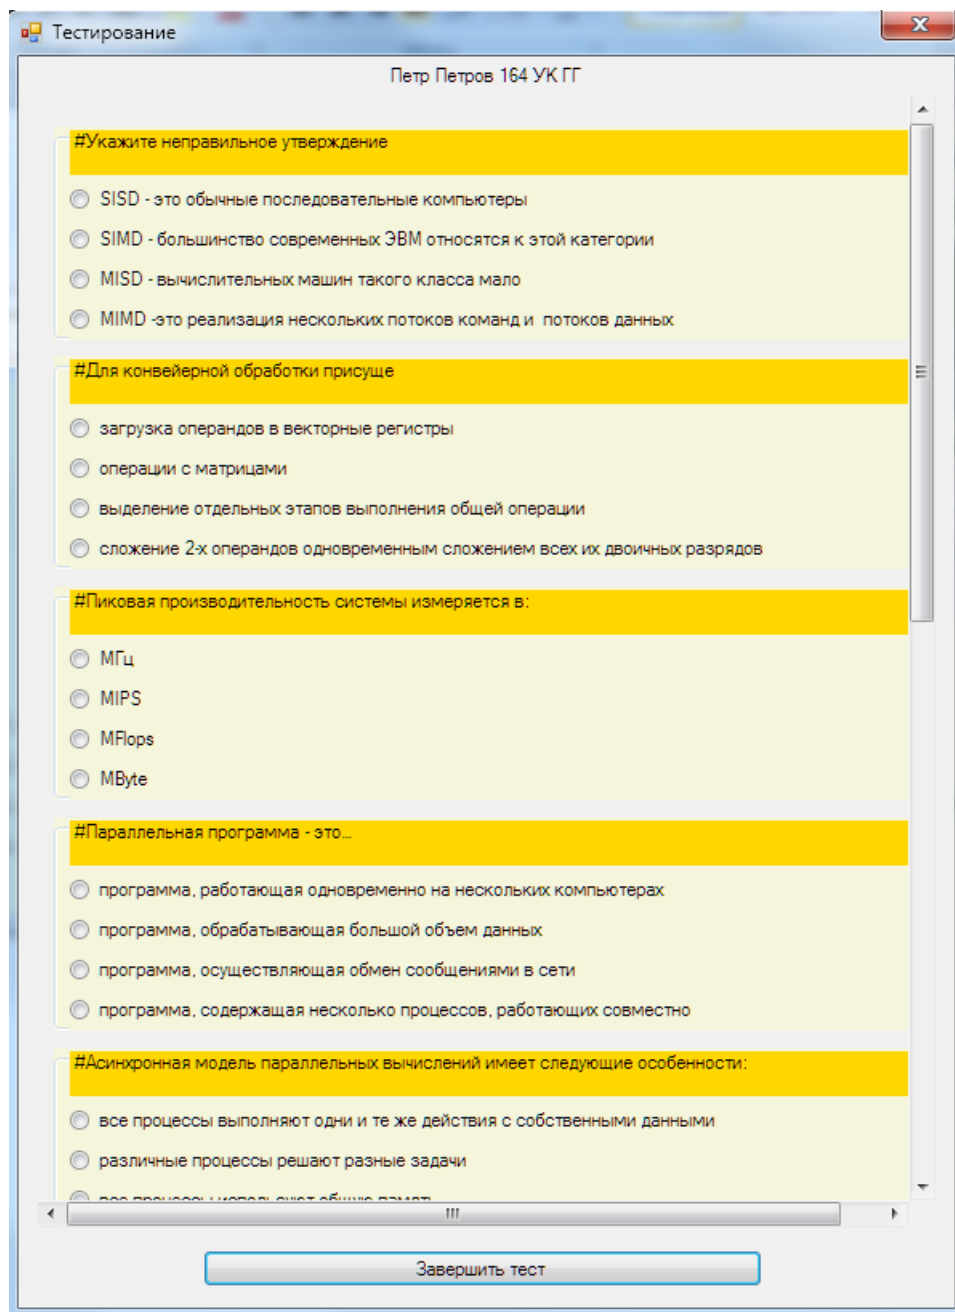 Тестирование
Петр Петров 164 УК ГГ
#Укажите неправильное утверждение
SISD - это обычные последовательные компьютеры
SIMD - большинство современных ЭВМ относятся к этой категории
MISD - вычислительных машин такого класса мало
MIMD -это реализация нескольких потоков команд и потоков данных
#Для конвейерной обработки присуще
загрузка операндов в векторные регистры
операции с матрицами
выделение отдельных этапов выполнения общей операции
сложение 2-х операндов одновременным сложением всех их двоичных разрядов
#Пиковая производительность системы измеряется в:
МГц
MIPS
MFlops
MByte
#Параллельная программа - это...
программа, работающая одновременно на нескольких компьютерах
программа, обрабатывающая большой объем данных
программа, осуществляющая обмен сообщениями в сети
программа, содержащая несколько процессов, работающих совместно
#Асинхронная модель параллельных вычислений имеет следующие особенности:
все процессы выполняют одни и те же действия с собственными данными
различные процессы решают разные задачи
все процессы используют общую память
Завершить тест